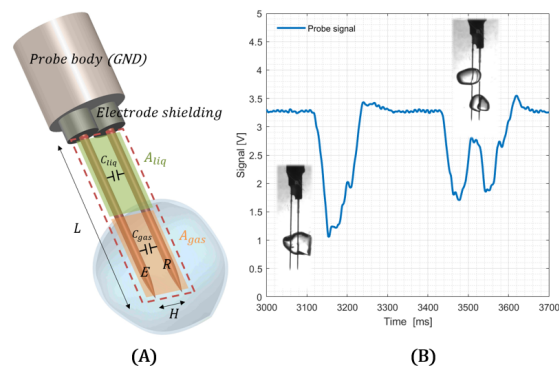 Probe body (GND)
Electrode shielding
C_liq
A_liq
L
C_gas
A_gas
E
R
H
(A)
5
4.5
4
3.5
3
2.5
2
1.5
1
0.5
0
Signal [V]
Probe signal
3000 3100 3200 3300 3400 3500 3600 3700
Time [ms]
(B)